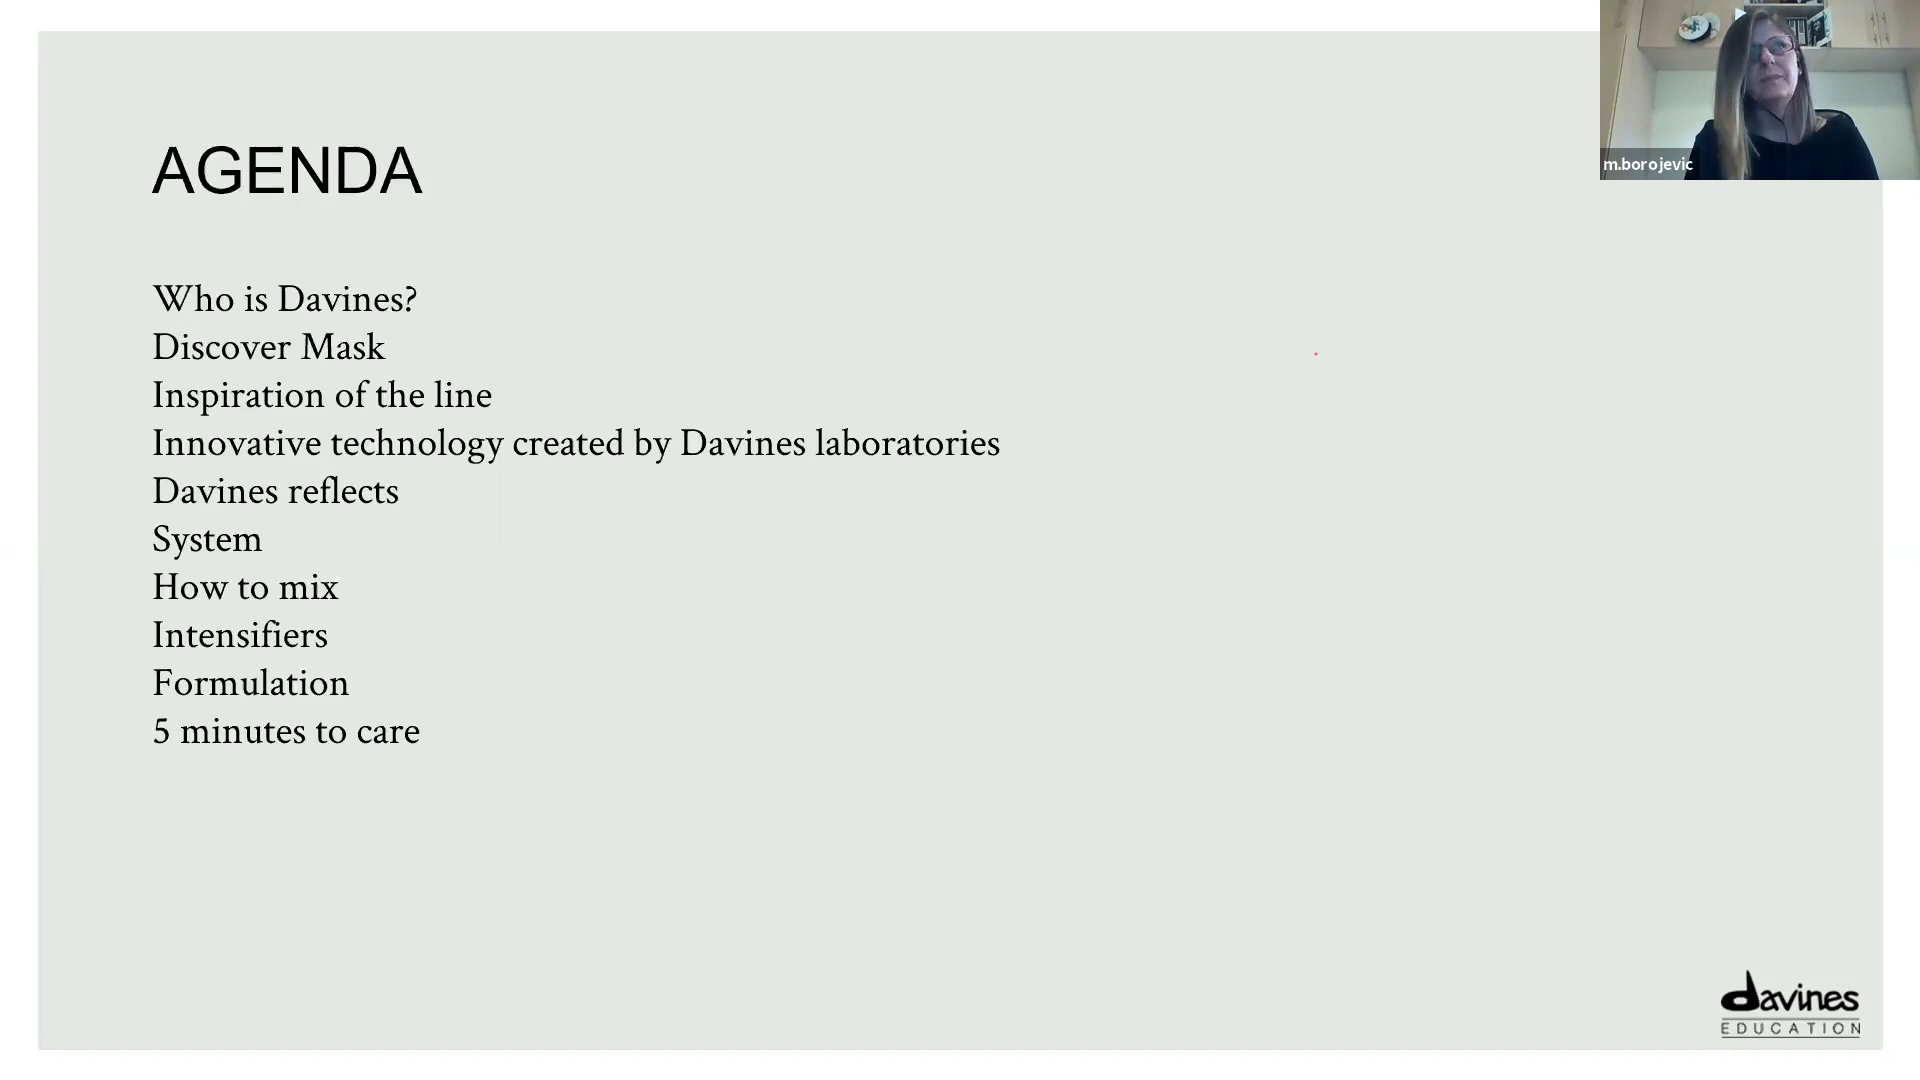 AGENDA
Who is Davines?
Discover Mask
Inspiration of the line
Innovative technology created by Davines laboratories
Davines reflects
System
How to mix
Intensifiers
Formulation
5 minutes to care
m.borojevic
davines
EDUCATION